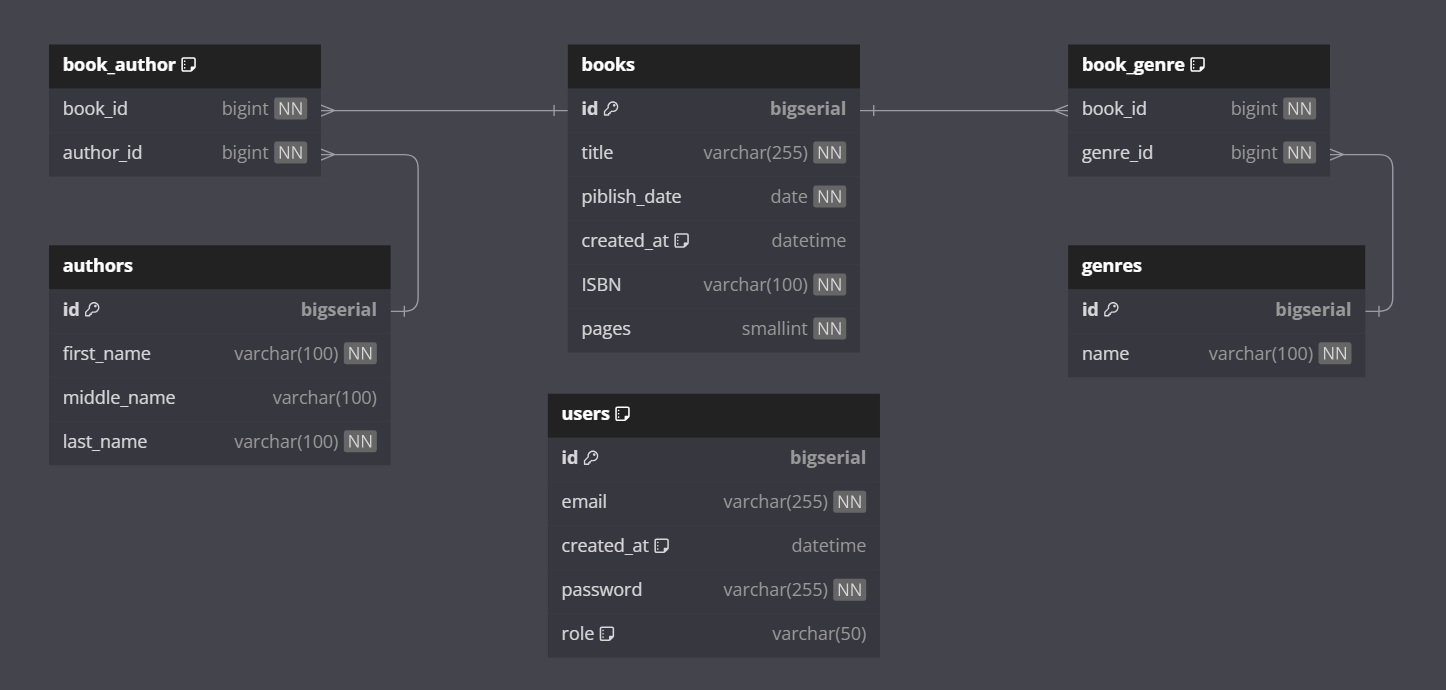 book_author
book_id bigint NN
author_id bigint NN
authors
id bigserial
first_name varchar(100) NN
middle_name varchar(100)
last_name varchar(100) NN
books
id bigserial
title varchar(255) NN
piblish_date date NN
created_at datetime
ISBN varchar(100) NN
pages smallint NN
users
id bigserial
email varchar(255) NN
created_at datetime
password varchar(255) NN
role varchar(50)
book_genre
book_id bigint NN
genre_id bigint NN
genres
id bigserial
name varchar(100) NN